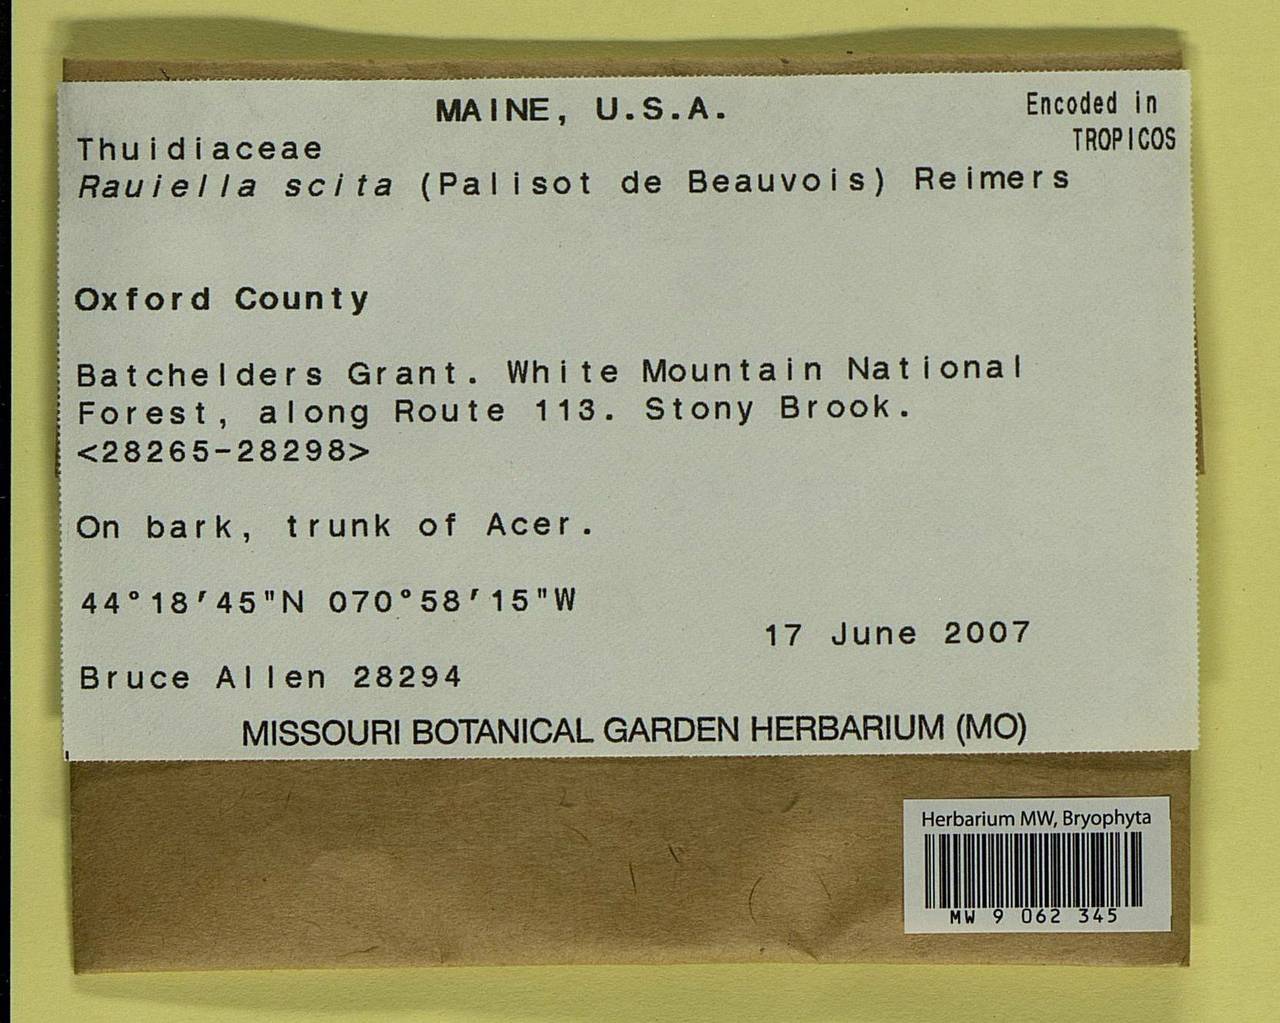 MAINE, U.S.A.
Encoded in
TROPICOS
Thuidiaceae
Rauiella scita (Palisot de Beauvois) Reimers
Oxford County
Batchelders Grant. White Mountain National
Forest, along Route 113. Stony Brook.
<28265-28298>
On bark, trunk of Acer.
44°18'45"N 070°58'15"W
17 June 2007
Bruce Allen 28294
MISSOURI BOTANICAL GARDEN HERBARIUM (MO)
Herbarium MW, Bryophyta
MW 9 062 345